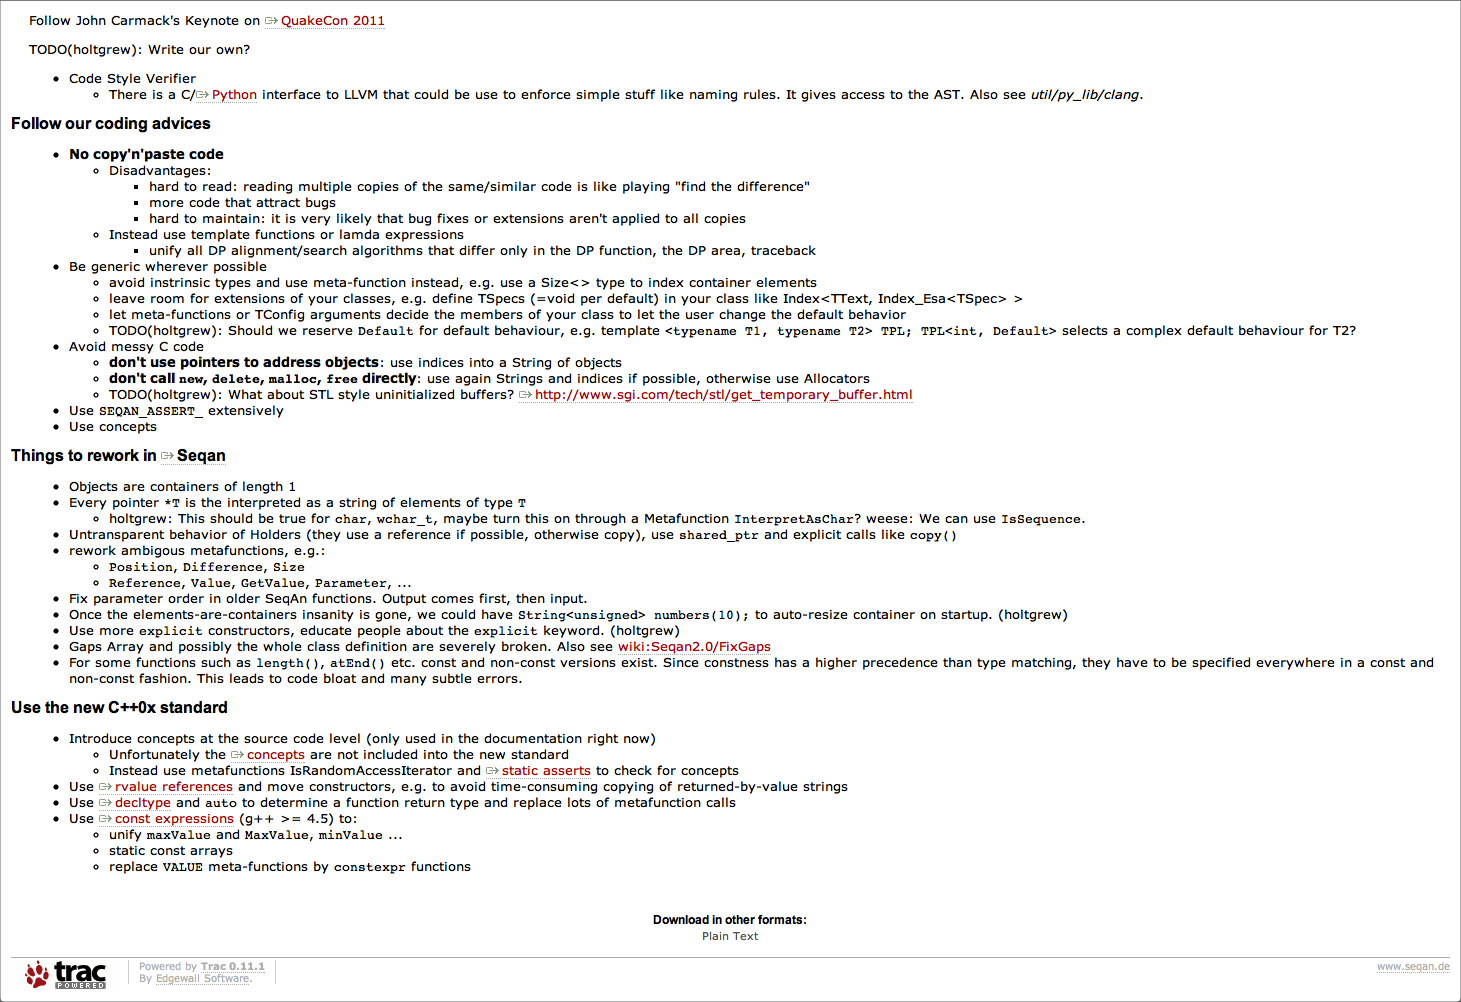 Follow John Carmack's Keynote on QuakeCon 2011
TODO(holtgrew): Write our own?
Code Style Verifier
There is a C/Python interface to LLVM that could be use to enforce simple stuff like naming rules. It gives access to the AST. Also see util/py_lib/clang.
Follow our coding advices
No copy'n'paste code
Disadvantages:
hard to read: reading multiple copies of the same/similar code is like playing "find the difference"
more code that attract bugs
hard to maintain: it is very likely that bug fixes or extensions aren't applied to all copies
Instead use template functions or lamda expressions
unify all DP alignment/search algorithms that differ only in the DP function, the DP area, traceback
Be generic wherever possible
avoid instrinsic types and use meta-function instead, e.g. use a Size<> type to index container elements
leave room for extensions of your classes, e.g. define TSpecs (=void per default) in your class like Index<TText, Index_Esa<TSpec> >
let meta-functions or TConfig arguments decide the members of your class to let the user change the default behavior
TODO(holtgrew): Should we reserve Default for default behaviour, e.g. template <typename T1, typename T2> TPL; TPL<int, Default> selects a complex default behaviour for T2?
Avoid messy C code
don't use pointers to address objects: use indices into a String of objects
don't call new, delete, malloc, free directly: use again Strings and indices if possible, otherwise use Allocators
TODO(holtgrew): What about STL style uninitialized buffers? http://www.sgi.com/tech/stl/get_temporary_buffer.html
Use SEQAN_ASSERT_ extensively
Use concepts
Things to rework in Seqan
Objects are containers of length 1
Every pointer *T is the interpreted as a string of elements of type T
holtgrew: This should be true for char, wchar_t, maybe turn this on through a Metafunction InterpretAsChar? weese: We can use IsSequence.
Untransparent behavior of Holders (they use a reference if possible, otherwise copy), use shared_ptr and explicit calls like copy()
rework ambigous metafunctions, e.g.:
Position, Difference, Size
Reference, Value, GetValue, Parameter, ...
Fix parameter order in older SeqAn functions. Output comes first, then input.
Once the elements-are-containers insanity is gone, we could have String<unsigned> numbers(10); to auto-resize container on startup. (holtgrew)
Use more explicit constructors, educate people about the explicit keyword. (holtgrew)
Gaps Array and possibly the whole class definition are severely broken. Also see wiki:Seqan2.0/FixGaps
For some functions such as length(), atEnd() etc. const and non-const versions exist. Since constness has a higher precedence than type matching, they have to be specified everywhere in a const and
non-const fashion. This leads to code bloat and many subtle errors.
Use the new C++0x standard
Introduce concepts at the source code level (only used in the documentation right now)
Unfortunately the concepts are not included into the new standard
Instead use metafunctions IsRandomAccessIterator and static asserts to check for concepts
Use rvalue references and move constructors, e.g. to avoid time-consuming copying of returned-by-value strings
Use decltype and auto to determine a function return type and replace lots of metafunction calls
Use const expressions (g++ >= 4.5) to:
unify maxValue and MaxValue, minValue ...
static const arrays
replace VALUE meta-functions by constexpr functions
Download in other formats:
Plain Text
trac POWERED
Powered by Trac 0.11.1
By Edgewall Software.
www.seqan.de